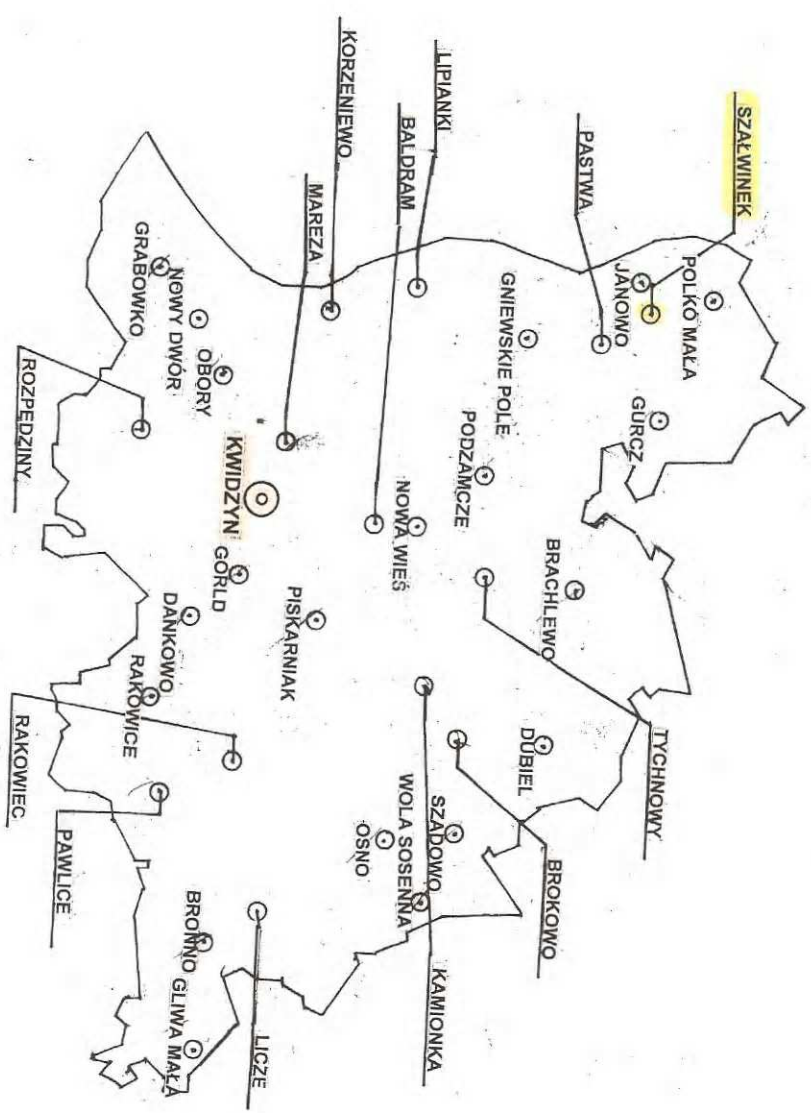 SZAŁWINEK
POLKO MAŁA
TYCHNOWY
GURCZ
JANOWO
PASTWA
BROKOWO
BRACHLEWO
DUBIEL
GNIEWSKIE POLE
PODZAMCZE
LIPIANKI
SZADOWO
KAMIONKA
BALDRAM
WOLA SOSENNA
NOWA WIEŚ
OSNO
KORZENIEWO
MAREZA
PISKARNIAK
LICZE
KWIDZYN
GORLD
OBORY
BRONNO
NOWY DWÓR
GLIWA MAŁA
DANKOWO
GRABOWKO
RAKOWICE
PAWLICE
ROZPĘDZINY
RAKOWIEC